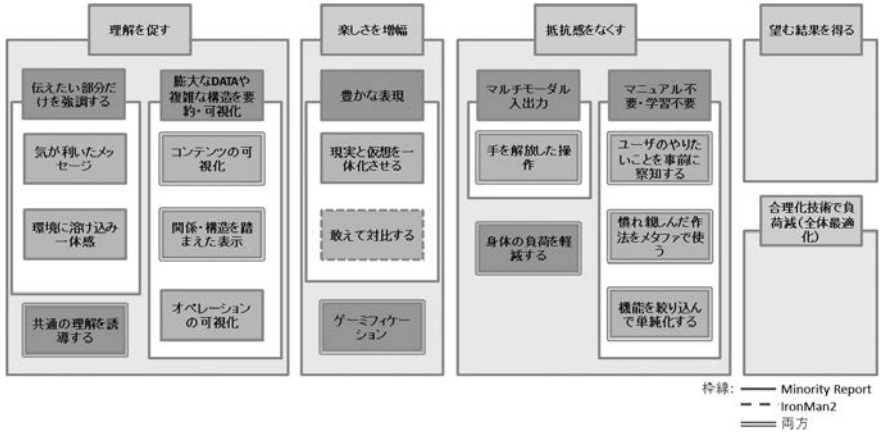 理解を促す
伝えたい部分だ
けを強調する
気が利いたメッ
セージ
環境に溶け込み
一体感
共通の理解を誘
導する
膨大なDATAや
複雑な構造を要
約・可視化
コンテンツの可
視化
関係・構造を踏
まえた表示
オペレーション
の可視化
楽しさを増幅
豊かな表現
現実と仮想を一
体化させる
敢えて対比する
ゲーミフィケー
ション
抵抗感をなくす
マルチモーダル
入出力
手を解放した操
作
身体の負荷を軽
減する
マニュアル不
要・学習不要
ユーザのやりた
いことを事前に
察知する
慣れ親しんだ作
法をメタファで使
う
機能を絞り込ん
で単純化する
望む結果を得る
合理化技術で負
荷減(全体最適
化)
枠線:
Minority Report
IronMan2
両方